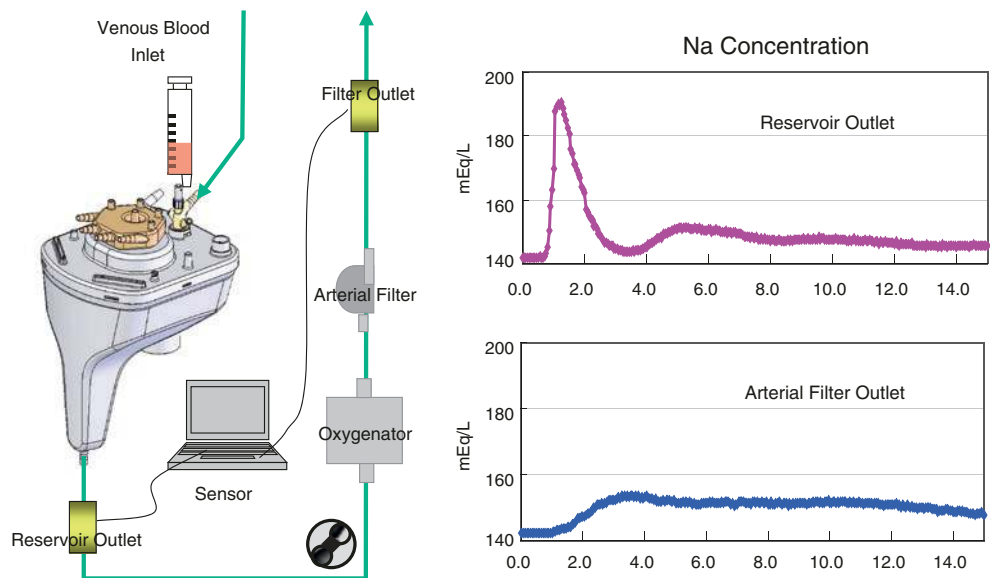 Venous Blood
Inlet
Filter Outlet
Arterial Filter
Oxygenator
Sensor
Reservoir Outlet
Na Concentration
200
180
160
140
mEq/L
Reservoir Outlet
0.0 2.0 4.0 6.0 8.0 10.0 12.0 14.0
200
180
160
140
mEq/L
Arterial Filter Outlet
0.0 2.0 4.0 6.0 8.0 10.0 12.0 14.0